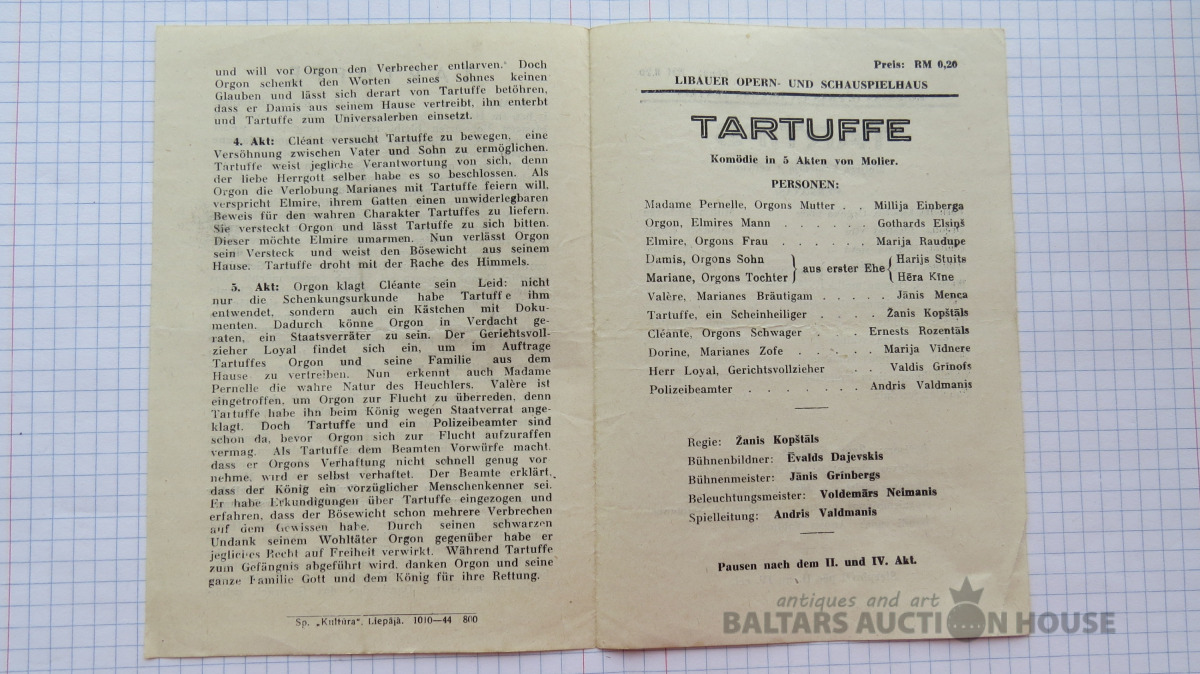 und will vor Orgon den Verbrecher entlarven. Doch
Orgon schenkt den Worten seines Sohnes keinen
Glauben und lässt sich derart von Tartuffe betöhren,
dass er Damis aus seinem Hause vertreibt, ihn enterbt
und Tartuffe zum Universalerben einsetzt.
4. Akt: Cléant versucht Tartuffe zu bewegen, eine
Versöhnung zwischen Vater und Sohn zu ermöglichen.
Tartuffe weist jegliche Verantwortung von sich, denn
der liebe Herrgott selber habe es so beschlossen. Als
Orgon die Verlobung Marianes mit Tartuffe feiern will,
verspricht Elmire, ihrem Gatten einen unwiderlegbaren
Beweis für den wahren Charakter Tartuffes zu liefern.
Sie versteckt Orgon und lässt Tartuffe zu sich bitten.
Dieser möchte Elmire umarmen. Nun verlässt Orgon
sein Versteck und weist den Bösewicht aus seinem
Hause. Tartuffe droht mit der Rache des Himmels.
5. Akt: Orgon klagt Cléante sein Leid: nicht
nur die Schenkungsurkunde habe Tartuff e ihm
entwendet, sondern auch ein Kästchen mit Doku-
menten. Dadurch könne Orgon in Verdacht ge-
raten, ein Staatsverräter zu sein. Der Gerichtsvoll-
zieher Loyal findet sich ein, um im Auftrage
Tartuffes Orgon und seine Familie aus dem
Hause zu vertreiben. Nun erkennt auch Madame
Pernelle die wahre Natur des Heuchlers. Valère ist
eingetroffen, um Orgon zur Flucht zu überreden, denn
Tartuffe habe ihn beim König wegen Staatverrat ange-
klagt. Doch Tartuffe und ein Polizeibeamter sind
schon da, bevor Orgon sich zur Flucht aufzuraffen
vermag. Als Tartuffe dem Beamten Vorwürfe macht
dass er Orgons Verhaftung nicht schnell genug vor
nehme, wird er selbst verhaftet. Der Beamte erklärt,
dass der König ein vorzüglicher Menschenkenner sei.
Er habe Erkundigungen über Tartuffe eingezogen und
erfahren, dass der Bösewicht schon mehrere Verbrechen
auf dem Gewissen habe. Durch seinen schwarzen
Undank seinem Wohltäter Orgon gegenüber habe er
jegliches Recht auf Freiheit verwirkt. Während Tartuffe
zum Gefängnis abgeführt wird, danken Orgon und seine
ganze Familie Gott und dem König für ihre Rettung.
Sp. „Kultūra“, Liepājā. 1010—44 800
Preis: RM 0,20
LIBAUER OPERN- UND SCHAUSPIELHAUS
TARTUFFE
Komödie in 5 Akten von Molier.
PERSONEN:
Madame Pernelle, Orgons Mutter . . Millija Einberga
Orgon, Elmires Mann . . . . . . Gothards Elsiņš
Elmire, Orgons Frau . . . . . . Marija Raudupe
Damis, Orgons Sohn } aus erster Ehe { Harijs Stuits
Mariane, Orgons Tochter } { Hēra Kīne
Valère, Marianes Bräutigam . . . . . Jānis Menca
Tartuffe, ein Scheinheiliger . . . . Žanis Kopštāls
Cléante, Orgons Schwager . . . . Ernests Rozentāls
Dorine, Marianes Zofe . . . . . Marija Vīdnere
Herr Loyal, Gerichtsvollzieher . . Valdis Grīnofs
Polizeibeamter . . . . . . . . Andris Valdmanis
Regie: Žanis Kopštāls
Bühnenbildner: Ēvalds Dajevskis
Bühnenmeister: Jānis Grīnbergs
Beleuchtungsmeister: Voldemārs Neimanis
Spielleitung: Andris Valdmanis
Pausen nach dem II. und IV. Akt.
antiques and art
BALTARS AUCTION HOUSE